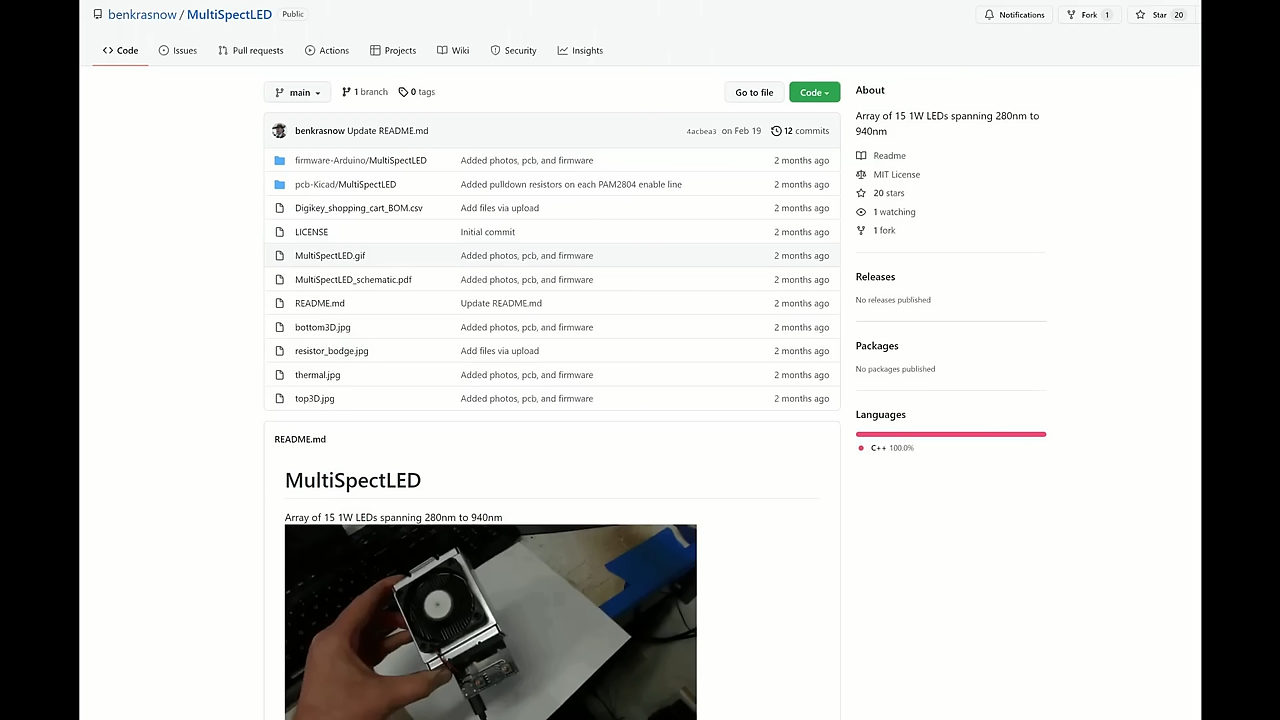 benkrasnow / MultiSpectLED Public
Notifications Fork 1 Star 20
Code Issues Pull requests Actions Projects Wiki Security Insights
main 1 branch 0 tags Go to file Code
benkrasnow Update README.md 4acbea3 on Feb 19 12 commits
firmware-Arduino/MultiSpectLED Added photos, pcb, and firmware 2 months ago
pcb-Kicad/MultiSpectLED Added pulldown resistors on each PAM2804 enable line 2 months ago
Digikey_shopping_cart_BOM.csv Add files via upload 2 months ago
LICENSE Initial commit 2 months ago
MultiSpectLED.gif Added photos, pcb, and firmware 2 months ago
MultiSpectLED_schematic.pdf Added photos, pcb, and firmware 2 months ago
README.md Update README.md 2 months ago
bottom3D.jpg Added photos, pcb, and firmware 2 months ago
resistor_bodge.jpg Add files via upload 2 months ago
thermal.jpg Added photos, pcb, and firmware 2 months ago
top3D.jpg Added photos, pcb, and firmware 2 months ago
README.md
MultiSpectLED
Array of 15 1W LEDs spanning 280nm to 940nm
About
Array of 15 1W LEDs spanning 280nm to
940nm
Readme
MIT License
20 stars
1 watching
1 fork
Releases
No releases published
Packages
No packages published
Languages
C++ 100.0%